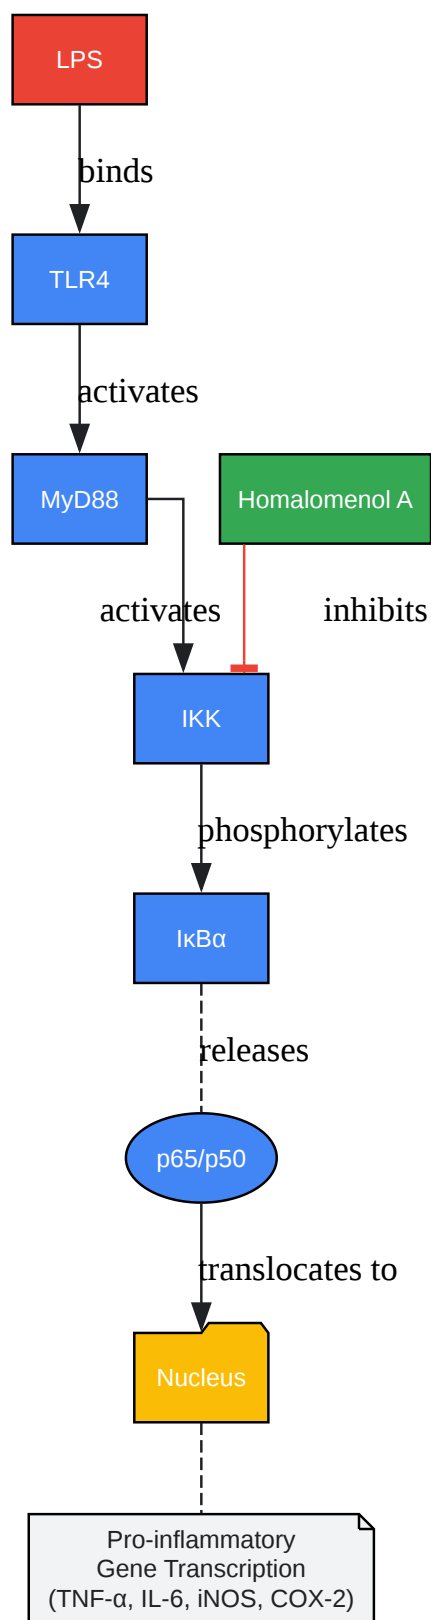 LPS
binds
TLR4
activates
MyD88
Homalomenol A
activates
inhibits
IKK
phosphorylates
IκBα
releases
p65/p50
translocates to
Nucleus
Pro-inflammatory
Gene Transcription
(TNF-α, IL-6, iNOS, COX-2)